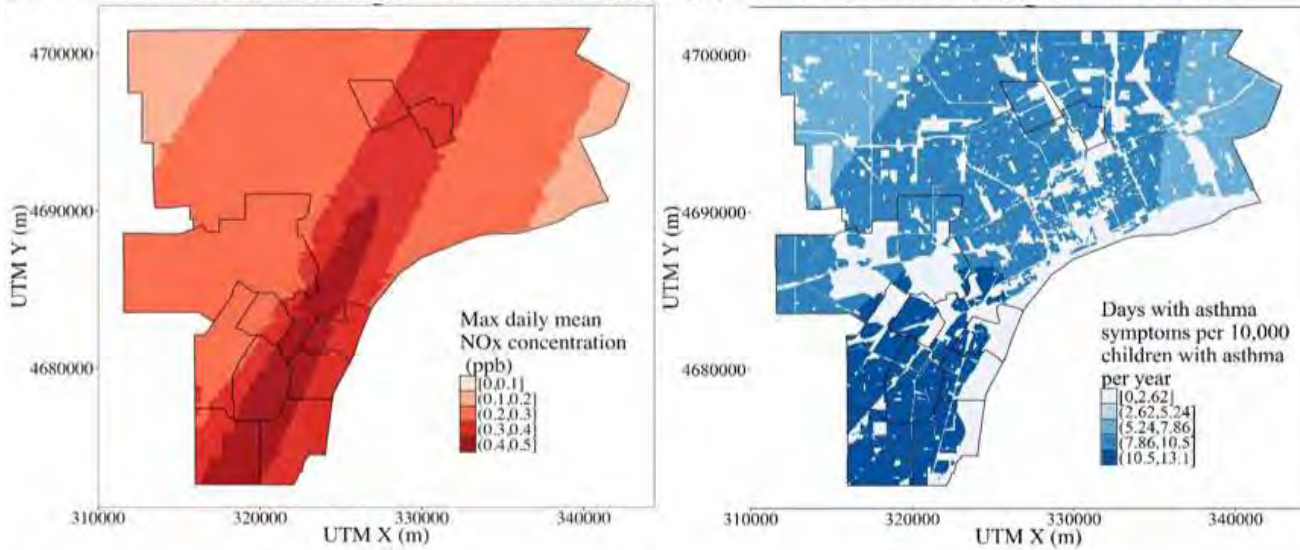 4700000
4690000
4680000
UTM Y (m)
310000 320000 330000 340000
UTM X (m)
Max daily mean
NOx concentration
(ppb)
[0,0.1]
(0.1,0.2]
(0.2,0.3]
(0.3,0.4]
(0.4,0.5]
4700000
4690000
4680000
UTM Y (m)
310000 320000 330000 340000
UTM X (m)
Days with asthma
symptoms per 10,000
children with asthma
per year
[0,2.62]
(2.62,5.24]
(5.24,7.86]
(7.86,10.5]
(10.5,13.1]